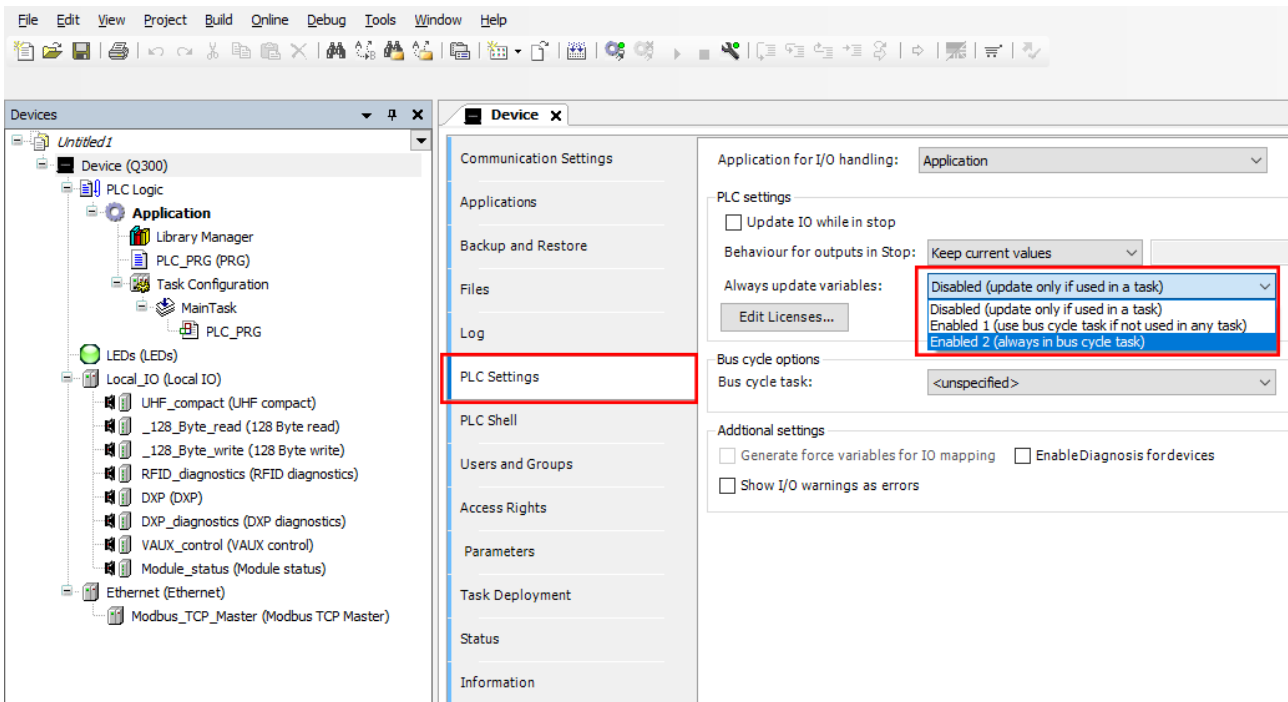 File Edit View Project Build Online Debug Tools Window Help
Devices
Device
Untitled1
Device (Q300)
PLC Logic
Application
Library Manager
PLC_PRG (PRG)
Task Configuration
MainTask
PLC_PRG
LEDs (LEDs)
Local_IO (Local IO)
UHF_compact (UHF compact)
_128_Byte_read (128 Byte read)
_128_Byte_write (128 Byte write)
RFID_diagnostics (RFID diagnostics)
DXP (DXP)
DXP_diagnostics (DXP diagnostics)
VAUX_control (VAUX control)
Module_status (Module status)
Ethernet (Ethernet)
Modbus_TCP_Master (Modbus TCP Master)
Communication Settings
Applications
Backup and Restore
Files
Log
PLC Settings
PLC Shell
Users and Groups
Access Rights
Parameters
Task Deployment
Status
Information
Application for I/O handling: Application
PLC settings
Update IO while in stop
Behaviour for outputs in Stop: Keep current values
Always update variables: Disabled (update only if used in a task)
Disabled (update only if used in a task)
Enabled 1 (use bus cycle task if not used in any task)
Enabled 2 (always in bus cycle task)
Edit Licenses...
Bus cycle options
Bus cycle task: <unspecified>
Addtional settings
Generate force variables for IO mapping EnableDiagnosis fordevices
Show I/O warnings as errors